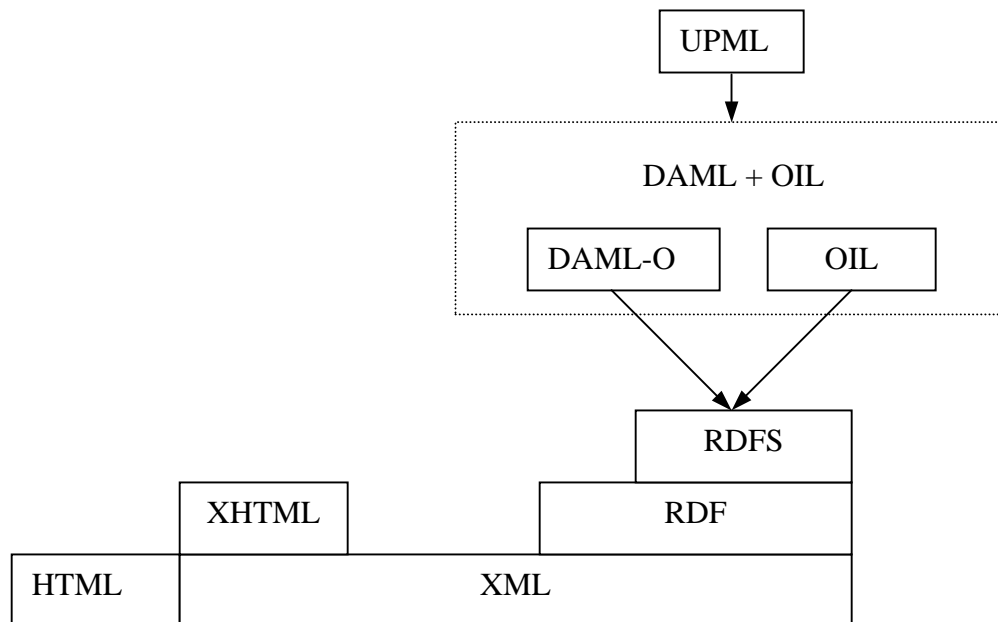 UPML
DAML + OIL
DAML-O
OIL
RDFS
XHTML
RDF
HTML
XML